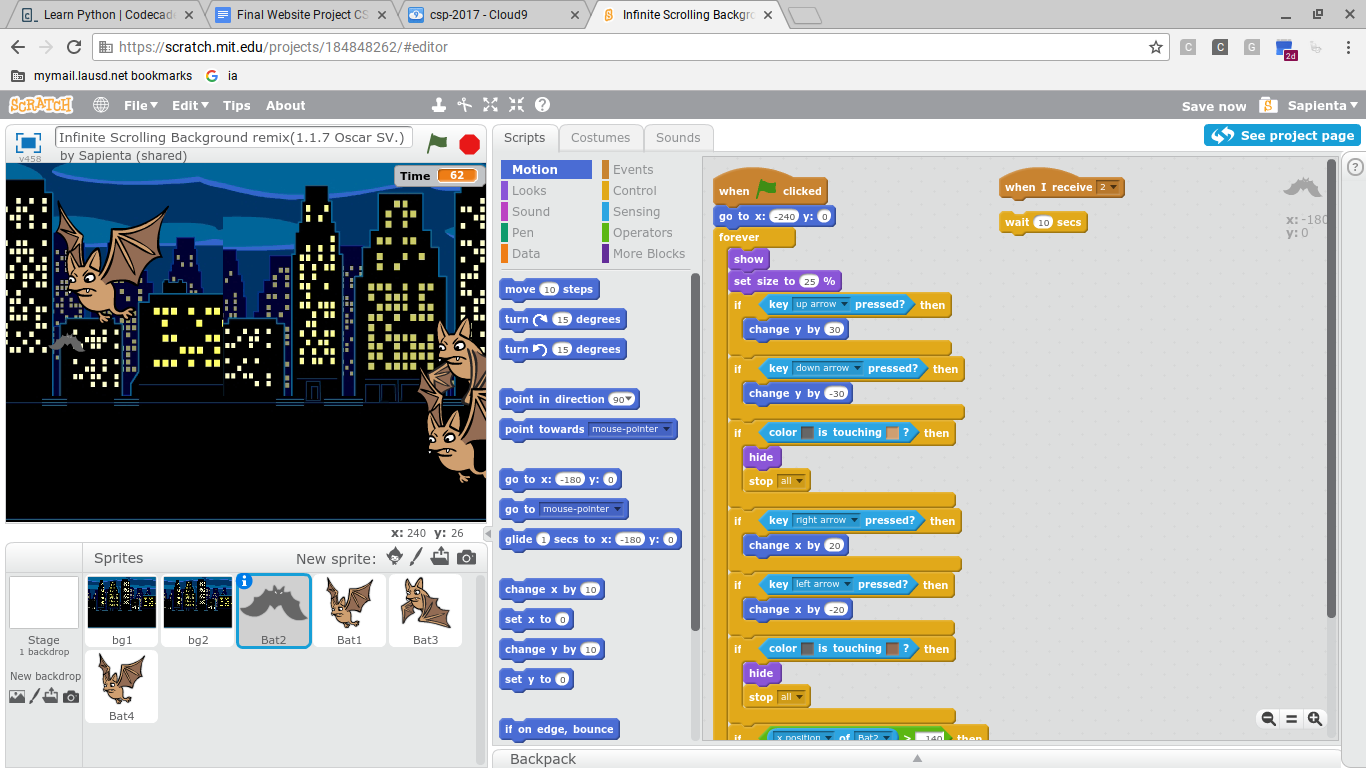 Learn Python | Codecade
Final Website Project CS
csp-2017 - Cloud9
Infinite Scrolling Backgro
https://scratch.mit.edu/projects/184848262/#editor
C C G 2d
mymail.lausd.net bookmarks G ia
SCRATCH File Edit Tips About Save now Sapienta
v458
Infinite Scrolling Background remix(1.1.7 Oscar SV.)
by Sapienta (shared)
Scripts Costumes Sounds See project page
Time 62
Motion Events
Looks Control
Sound Sensing
Pen Operators
Data More Blocks
move 10 steps
turn 15 degrees
turn 15 degrees
point in direction 90
point towards mouse-pointer
go to x: -180 y: 0
go to mouse-pointer
glide 1 secs to x: -180 y: 0
change x by 10
set x to 0
change y by 10
set y to 0
if on edge, bounce
when clicked
go to x: -240 y: 0
forever
show
set size to 25 %
if key up arrow pressed? then
change y by 30
if key down arrow pressed? then
change y by -30
if color is touching ? then
hide
stop all
if key right arrow pressed? then
change x by 20
if key left arrow pressed? then
change x by -20
if color is touching ? then
hide
stop all
if x position of Bat2 > 140 then
when I receive 2
wait 10 secs
x: -180
y: 0
x: 240 y: 26
Sprites New sprite:
Stage
1 backdrop
New backdrop
bg1 bg2 Bat2 Bat1 Bat3
Bat4
Backpack